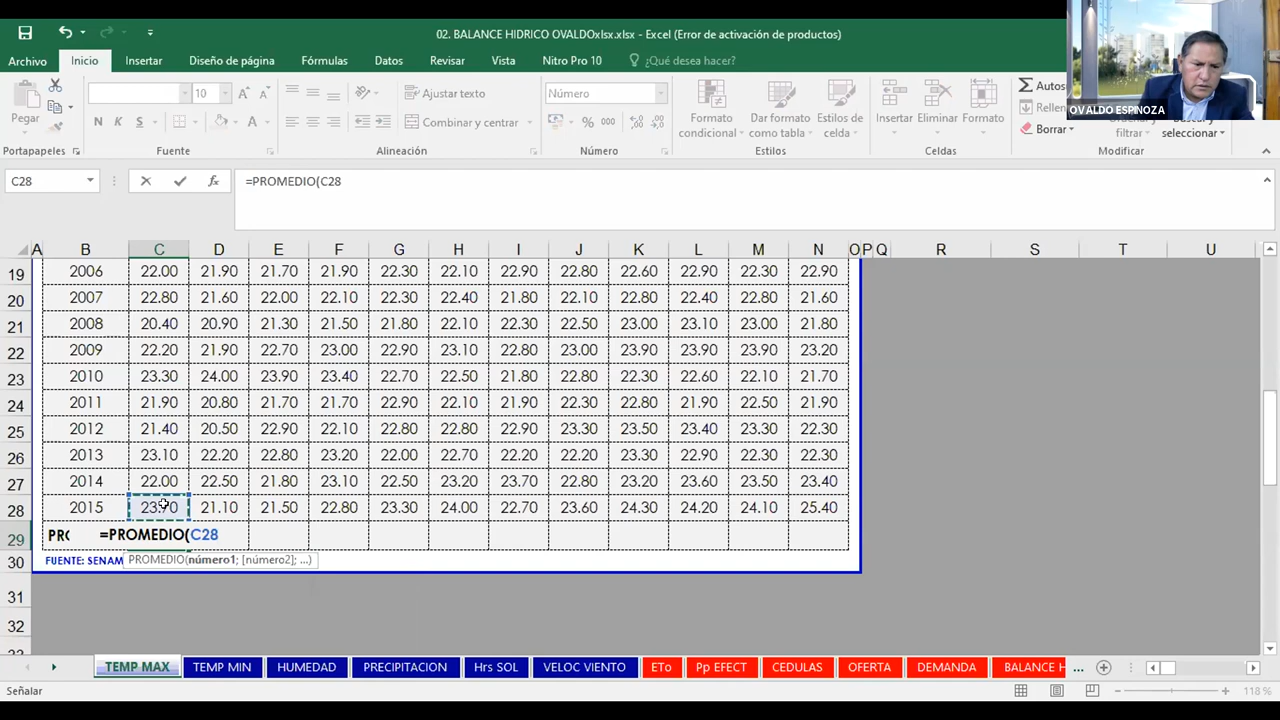 02. BALANCE HIDRICO OVALDOxlsx.xlsx - Excel (Error de activación de productos)
Archivo Inicio Insertar Diseño de página Fórmulas Datos Revisar Vista Nitro Pro 10 ¿Qué desea hacer?
OVALDO ESPINOZA
Pegar
10
Ajustar texto
Combinar y centrar
Número
N K S
% 000
Formato
Dar formato
como tabla
Estilos de
celda
Insertar Eliminar Formato
Borrar
seleccionar
Portapapeles Fuente Alineación Número Estilos Celdas Modificar
C28 fx =PROMEDIO(C28
A B C D E F G H I J K L M N O P Q R S T U
19 2006 22.00 21.90 21.70 21.90 22.30 22.10 22.90 22.80 22.60 22.90 22.30 22.90
20 2007 22.80 21.60 22.00 22.10 22.30 22.40 21.80 22.10 22.80 22.40 22.80 21.60
21 2008 20.40 20.90 21.30 21.50 21.80 22.10 22.30 22.50 23.00 23.10 23.00 21.80
22 2009 22.20 21.90 22.70 23.00 22.90 23.10 22.80 23.00 23.90 23.90 23.90 23.20
23 2010 23.30 24.00 23.90 23.40 22.70 22.50 21.80 22.80 22.30 22.60 22.10 21.70
24 2011 21.90 20.80 21.70 21.70 22.90 22.10 21.90 22.30 22.80 21.90 22.50 21.90
25 2012 21.40 20.50 22.90 22.10 22.80 22.80 22.90 23.30 23.50 23.40 23.30 22.30
26 2013 23.10 22.20 22.80 23.20 22.00 22.70 22.20 22.20 23.30 22.90 22.30 22.30
27 2014 22.00 22.50 21.80 23.10 22.50 23.20 23.70 22.80 23.20 23.60 23.50 23.40
28 2015 23.70 21.10 21.50 22.80 23.30 24.00 22.70 23.60 24.30 24.20 24.10 25.40
29 =PROMEDIO(C28
30 FUENTE: SENAM PROMEDIO(número1; [número2]; ...)
31
32
TEMP MAX TEMP MIN HUMEDAD PRECIPITACION Hrs SOL VELOC VIENTO ETo Pp EFECT CEDULAS OFERTA DEMANDA BALANCE H ...
Señalar 118 %